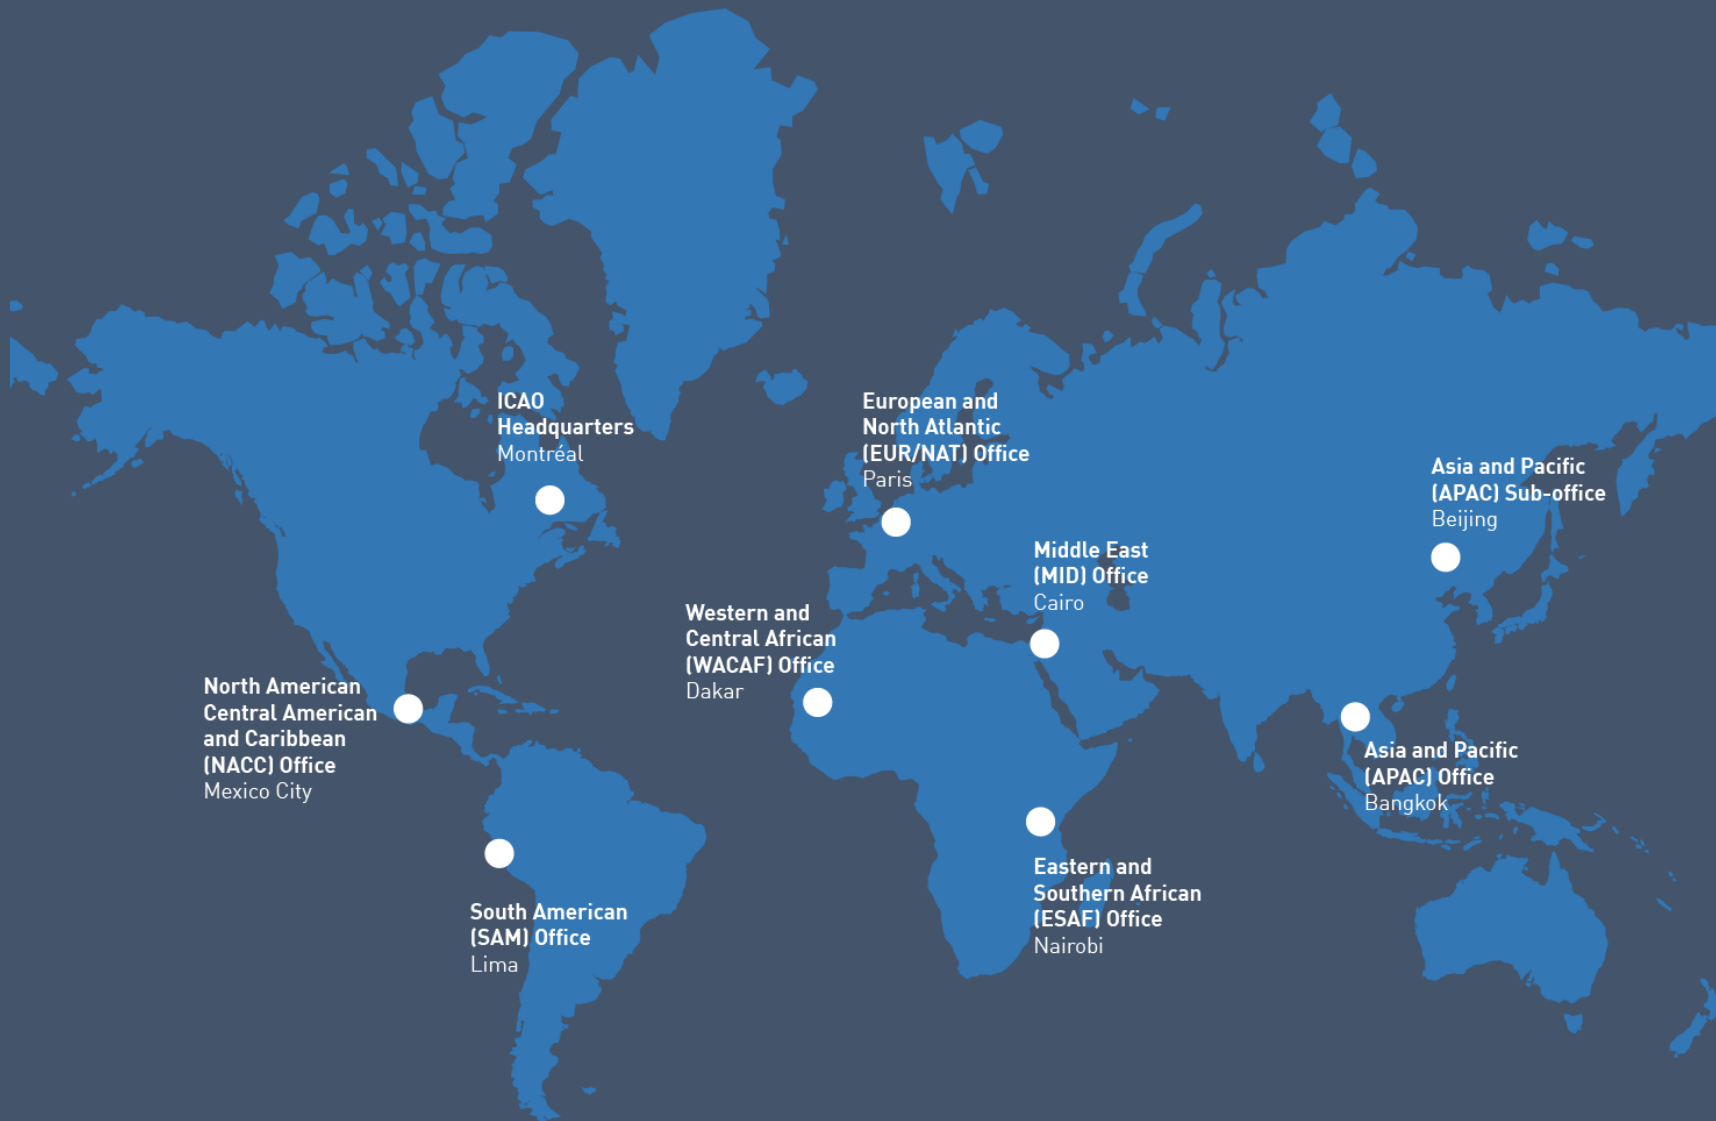 ICAO
Headquarters
Montréal
European and
North Atlantic
(EUR/NAT) Office
Paris
Asia and Pacific
(APAC) Sub-office
Beijing
Middle East
(MID) Office
Cairo
Western and
Central African
(WACAF) Office
Dakar
North American
Central American
and Caribbean
(NACC) Office
Mexico City
Asia and Pacific
(APAC) Office
Bangkok
Eastern and
Southern African
(ESAF) Office
Nairobi
South American
(SAM) Office
Lima